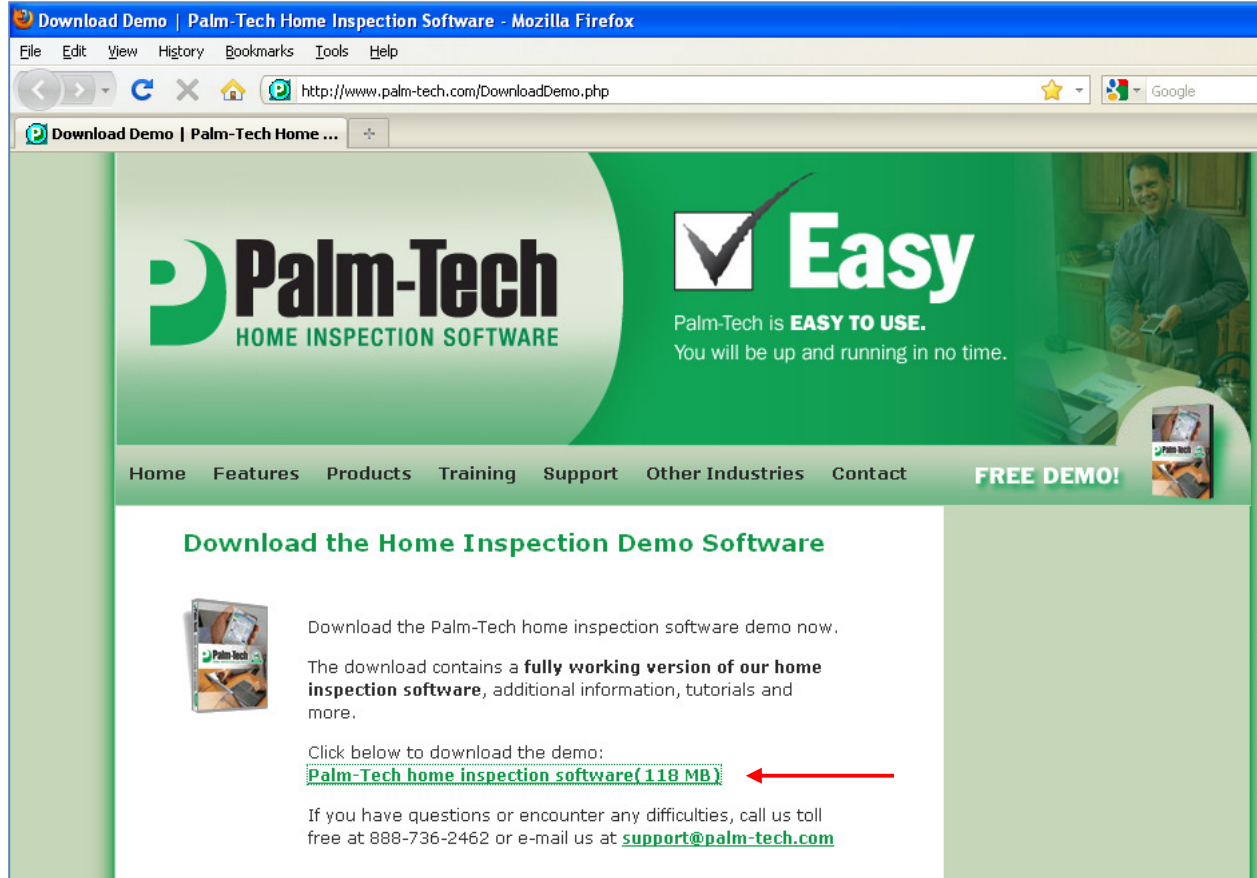 Download Demo | Palm-Tech Home Inspection Software - Mozilla Firefox
File Edit View History Bookmarks Tools Help
http://www.palm-tech.com/DownloadDemo.php
Google
Download Demo | Palm-Tech Home ...
Palm-Tech
HOME INSPECTION SOFTWARE
Easy
Palm-Tech is EASY TO USE.
You will be up and running in no time.
Home Features Products Training Support Other Industries Contact FREE DEMO!
Palm-Tech
Download the Home Inspection Demo Software
Palm-Tech
Download the Palm-Tech home inspection software demo now.
The download contains a fully working version of our home
inspection software, additional information, tutorials and
more.
Click below to download the demo:
Palm-Tech home inspection software(118 MB)
If you have questions or encounter any difficulties, call us toll
free at 888-736-2462 or e-mail us at support@palm-tech.com